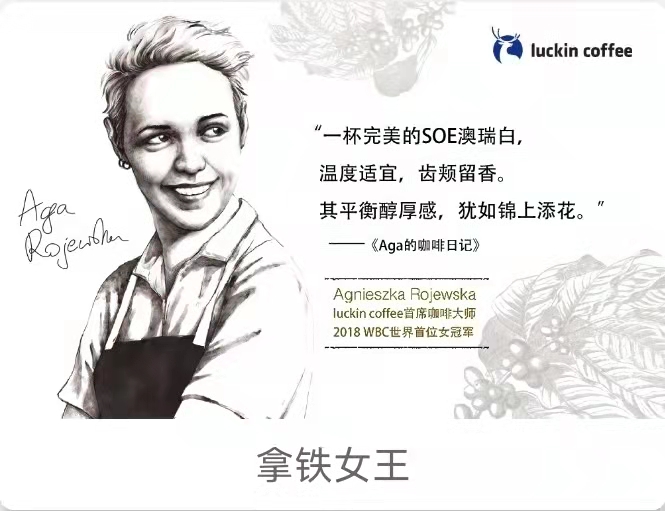 luckin coffee
“一杯完美的SOE澳瑞白，
温度适宜，齿颊留香。
其平衡醇厚感，犹如锦上添花。”
——《Aga的咖啡日记》
Aga
Rojewska
Agnieszka Rojewska
luckin coffee首席咖啡大师
2018 WBC世界首位女冠军
拿铁女王